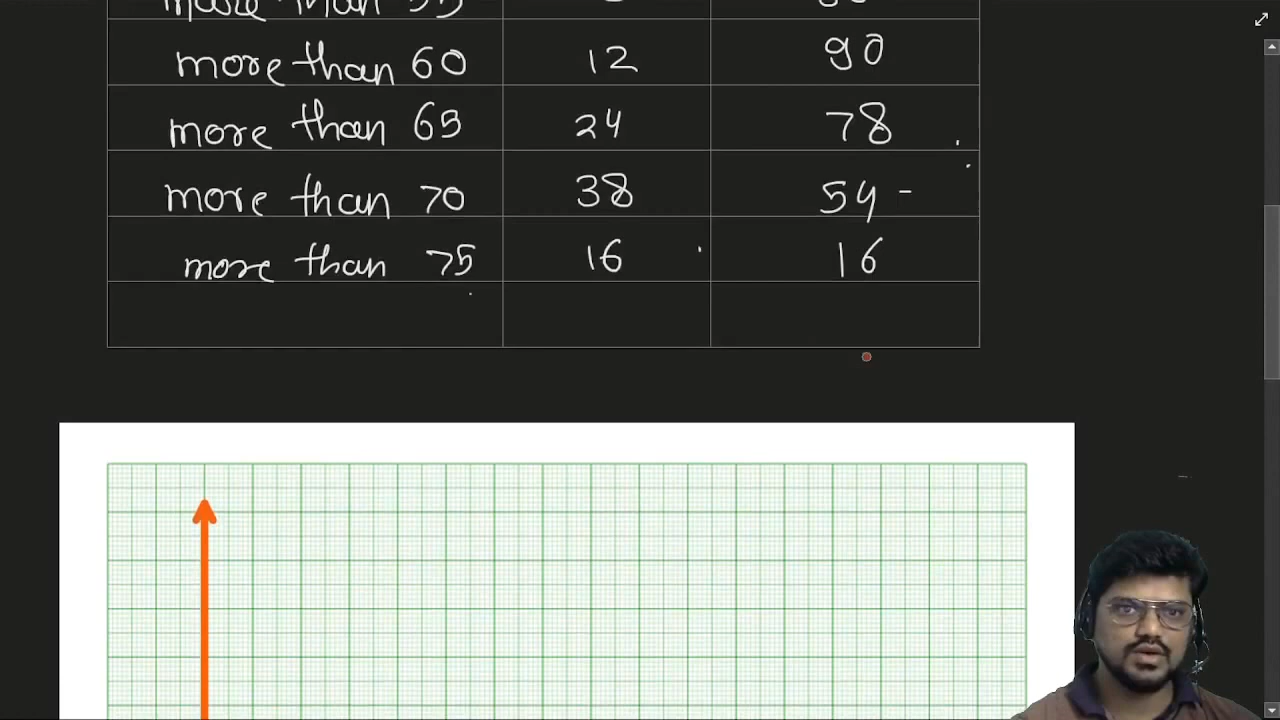 more than 60 12 90
more than 65 24 78
more than 70 38 54 -
more than 75 16 16